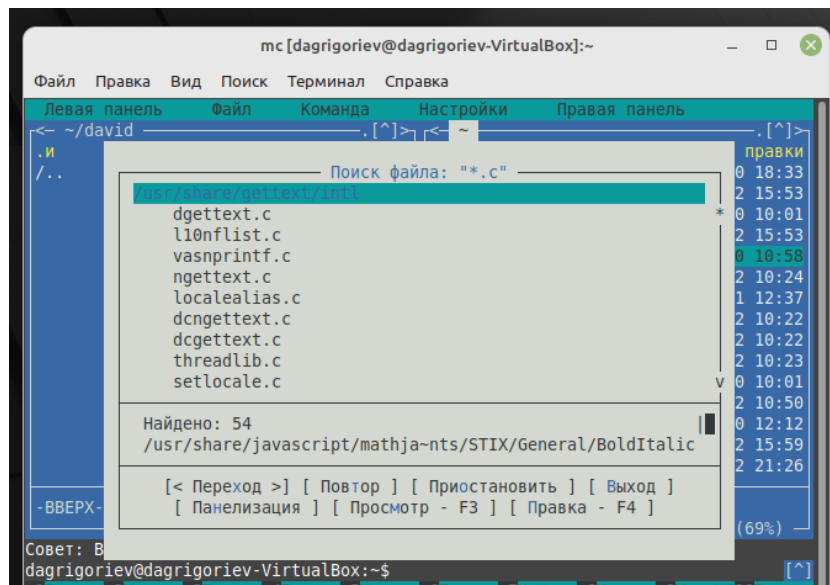 mc [dagrigoriev@dagrigoriev-VirtualBox]:~
Файл Правка Вид Поиск Терминал Справка
Левая панель Файл Команда Настройки Правая панель
<— ~/david .[^]> <— ~ .[^]>
.и правки
/.. 0 18:33
Поиск файла: "*.c"
/usr/share/gettext/intl 2 15:53
dgettext.c * 0 10:01
l10nflist.c 2 15:53
vasnprintf.c 0 10:58
ngettext.c 2 10:24
localealias.c 1 12:37
dcngettext.c 2 10:22
dcgettext.c 2 10:22
threadlib.c 2 10:23
setlocale.c v 0 10:01
2 10:50
Найдено: 54 | 0 12:12
/usr/share/javascript/mathja~nts/STIX/General/BoldItalic 2 15:59
2 21:26
[< Переход >] [ Повтор ] [ Приостановить ] [ Выход ]
-ВВЕРХ- [ Панелизация ] [ Просмотр - F3 ] [ Правка - F4 ]
(69%)
Совет: В
dagrigoriev@dagrigoriev-VirtualBox:~$ [^]